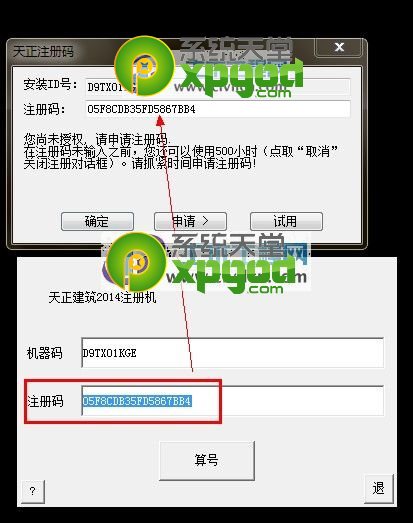 天正注册码
系统天堂
xpgod.com
安装ID号：
D9TX01
注册码：
05F8CDB35FD5867BB4
您尚未授权, 请申请注册码.
在注册码未输入之前，您还可以使用500小时（点取“取消”
关闭注册对话框）。请抓紧时间申请注册码!
确定
申请 >
试用
系统天堂
xpgod.com
天正建筑2014注册机
机器码
D9TX01KGE
注册码
05F8CDB35FD5867BB4
算号
?
退